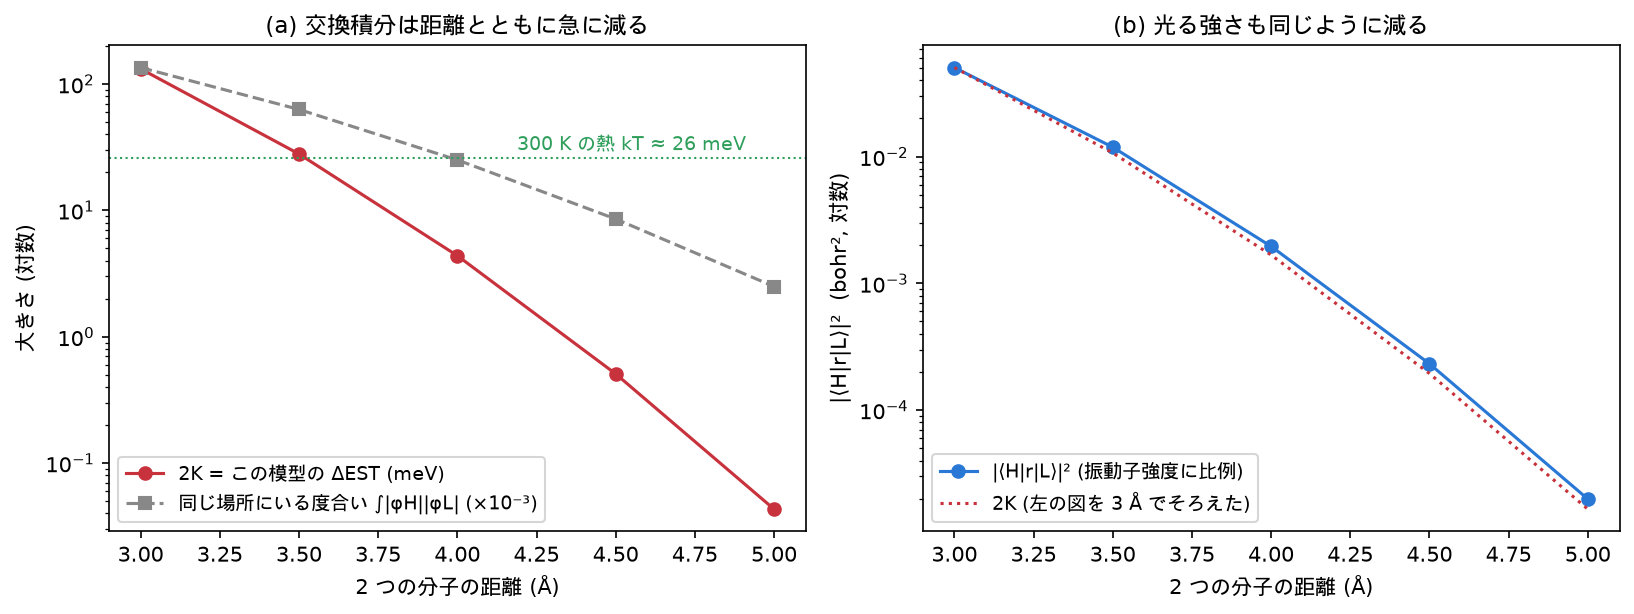 (a) 交換積分は距離とともに急に減る
大きさ (対数)
10²
10¹
10⁰
10⁻¹
300 K の熱 kT ≈ 26 meV
2K = この模型の ΔEST (meV)
同じ場所にいる度合い ∫|φH||φL| (×10⁻³)
3.00 3.25 3.50 3.75 4.00 4.25 4.50 4.75 5.00
2 つの分子の距離 (Å)
(b) 光る強さも同じように減る
|⟨H|r|L⟩|² (bohr², 対数)
10⁻²
10⁻³
10⁻⁴
|⟨H|r|L⟩|² (振動子強度に比例)
2K (左の図を 3 Å でそろえた)
3.00 3.25 3.50 3.75 4.00 4.25 4.50 4.75 5.00
2 つの分子の距離 (Å)